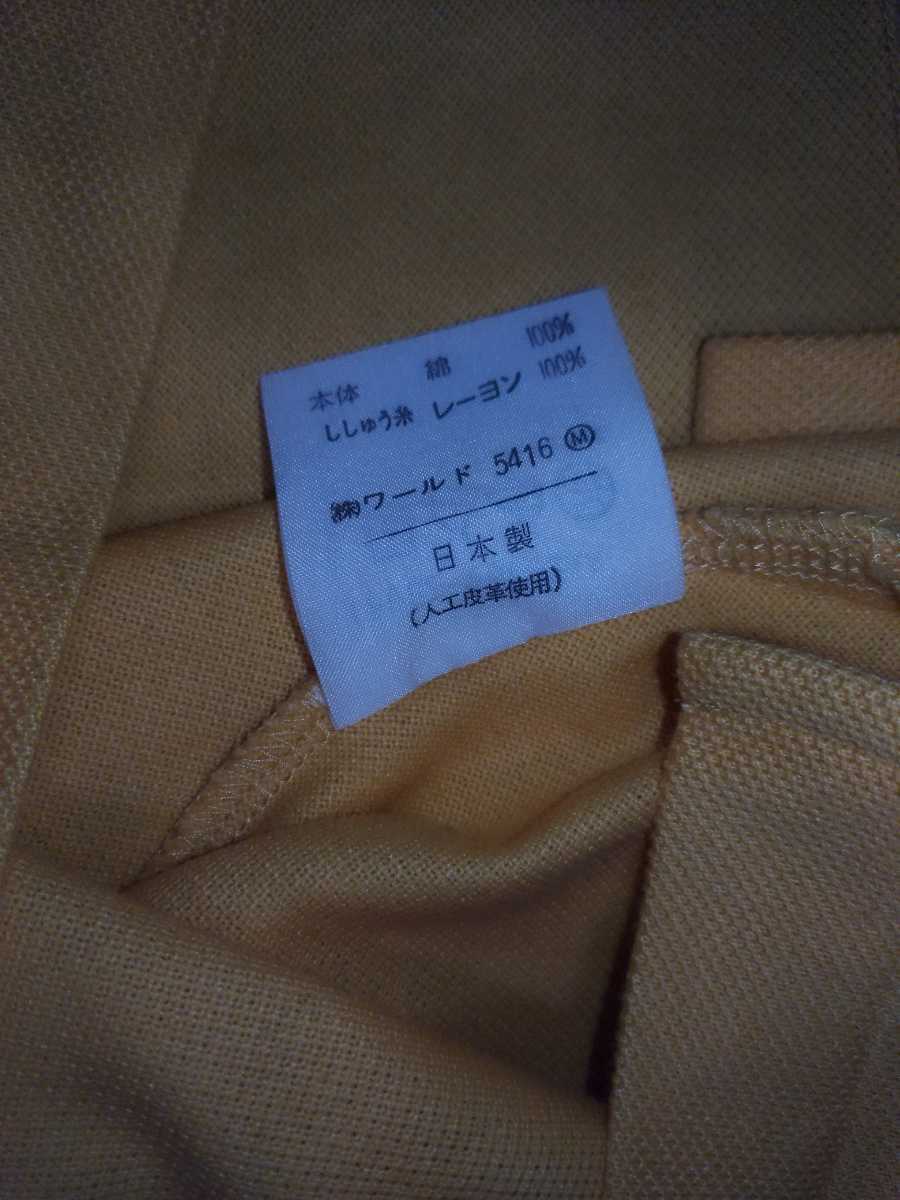 本体 綿 100%
ししゅう糸 レーヨン 100%
㈱ワールド 5416 Ⓜ
日本製
(人工皮革使用)